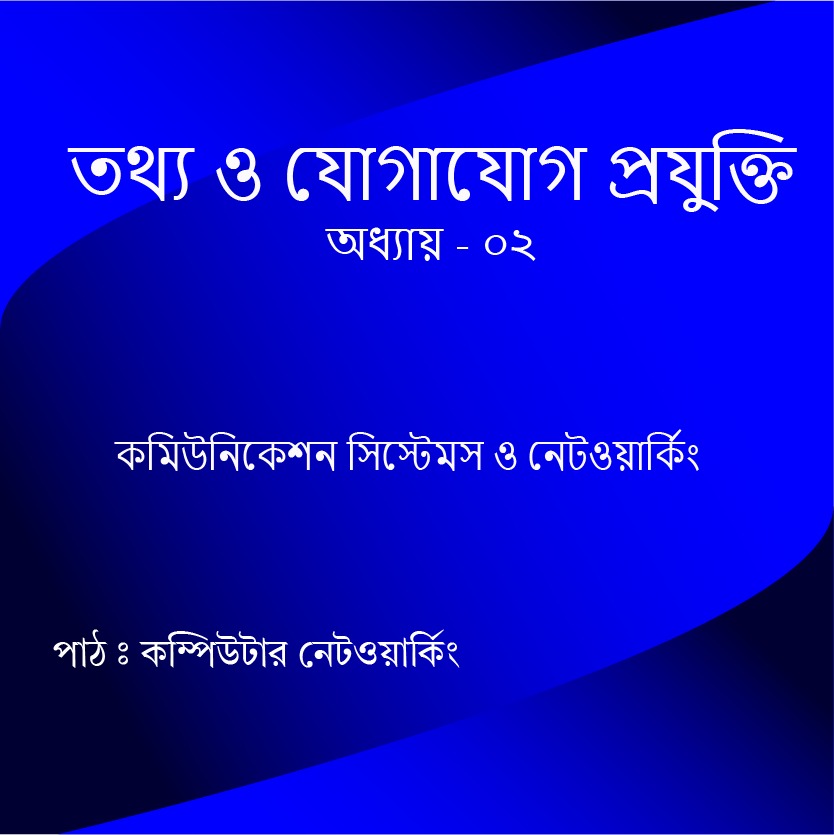 তথ্য ও যোগাযোগ প্রযুক্তি
অধ্যায় - ০২
কমিউনিকেশন সিস্টেমস ও নেটওয়ার্কিং
পাঠ ঃ কম্পিউটার নেটওয়ার্কিং